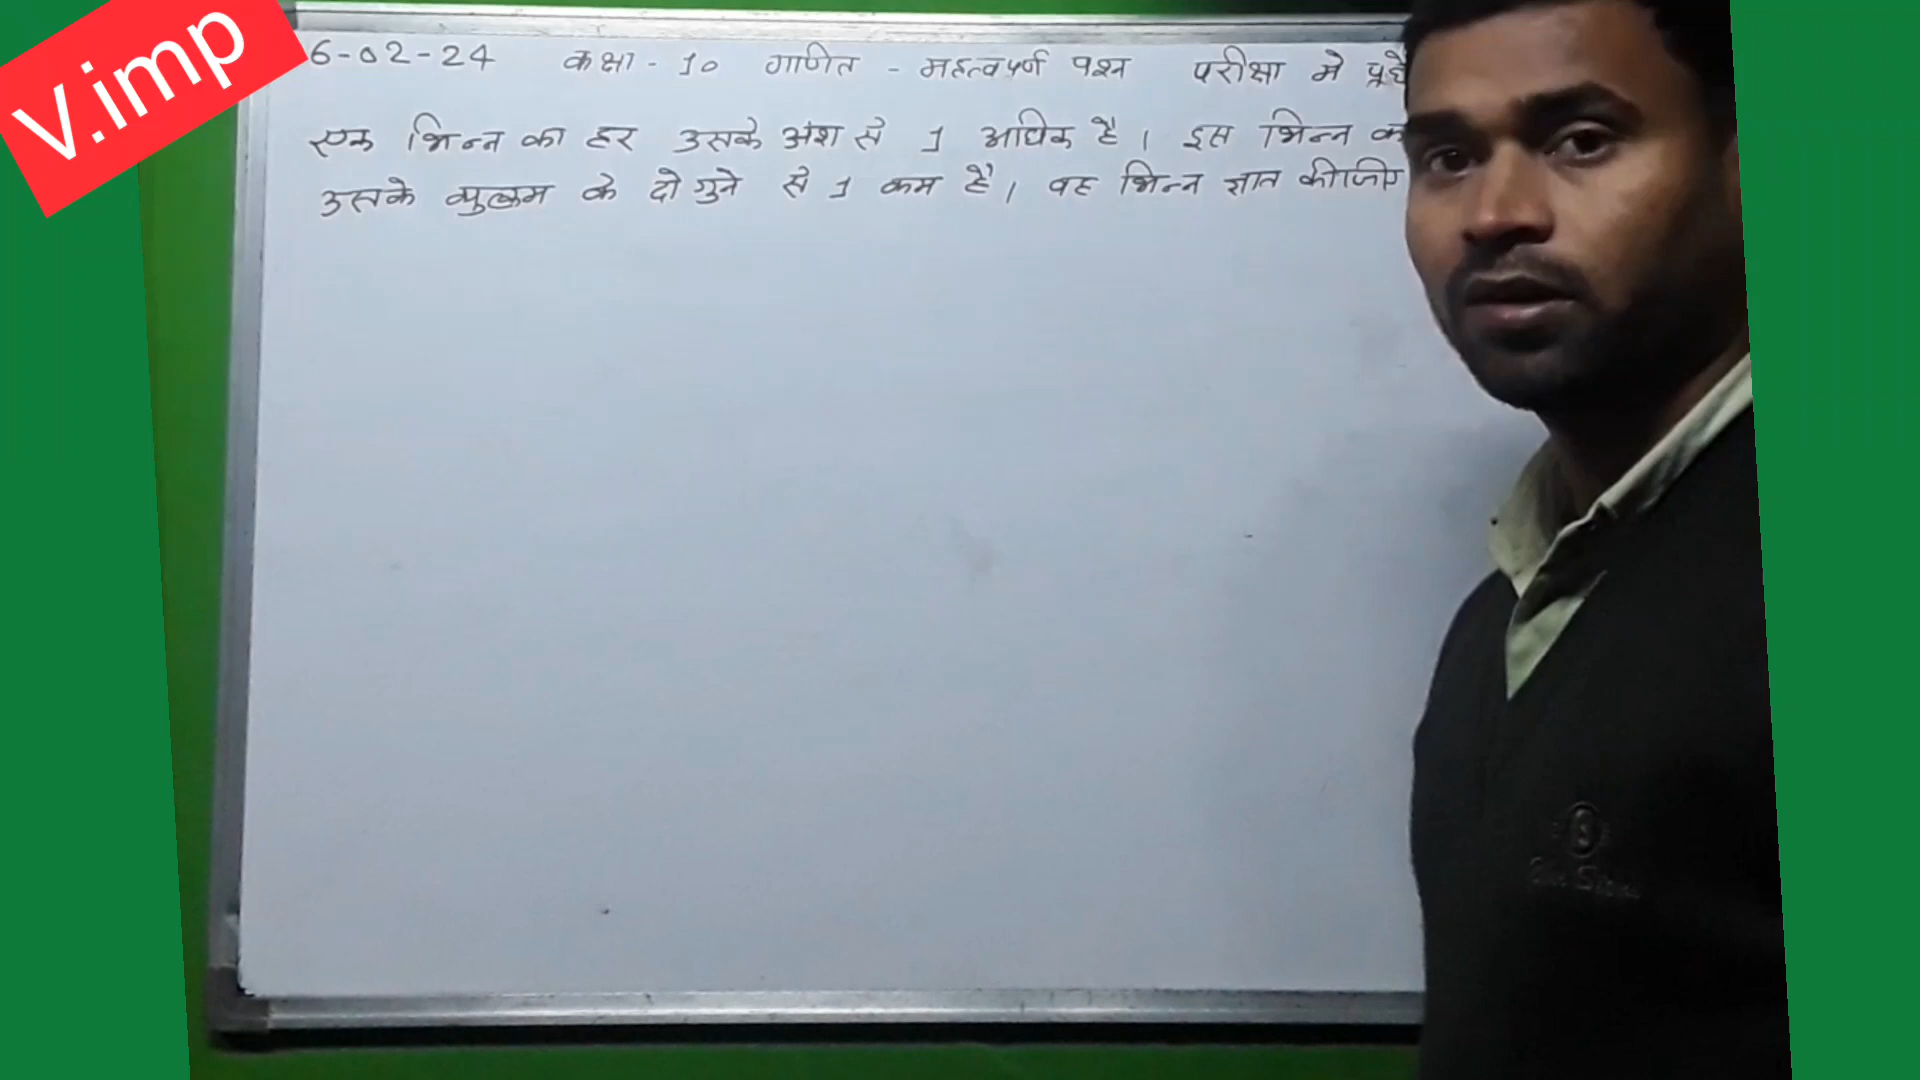 V.imp
6-02-24 कक्षा - 10 गणित - महत्वपूर्ण प्रश्न परीक्षा मे
एक भिन्न का हर उसके अंश से 1 अधिक है । इस भिन्न
उसके व्युत्क्रम के दो गुने से 1 कम है । वह भिन्न ज्ञात